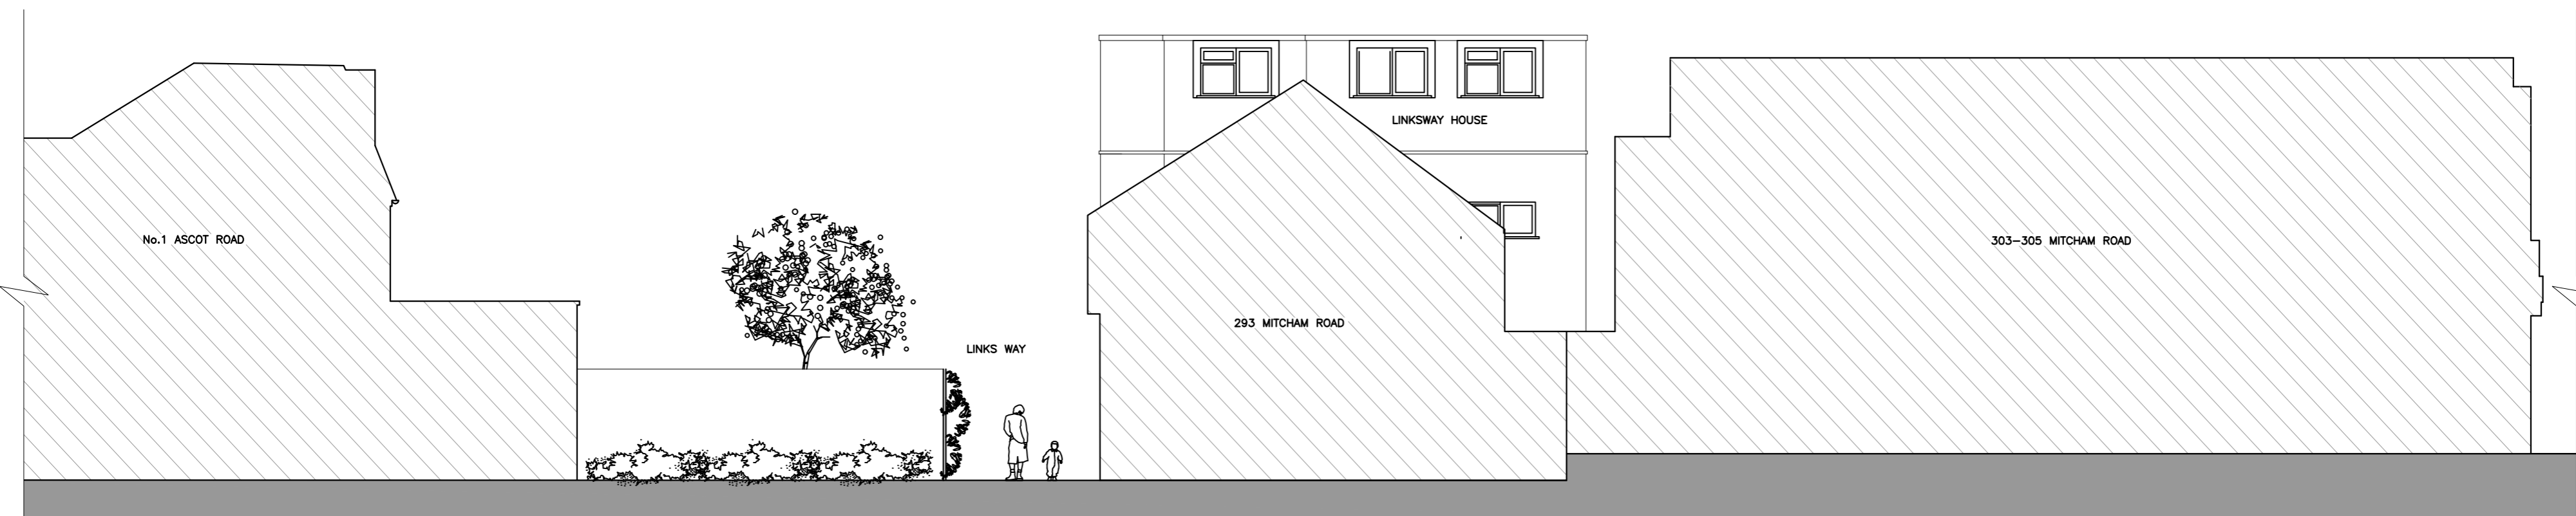 No.1 ASCOT ROAD
LINKS WAY
293 MITCHAM ROAD
LINKSWAY HOUSE
303-305 MITCHAM ROAD